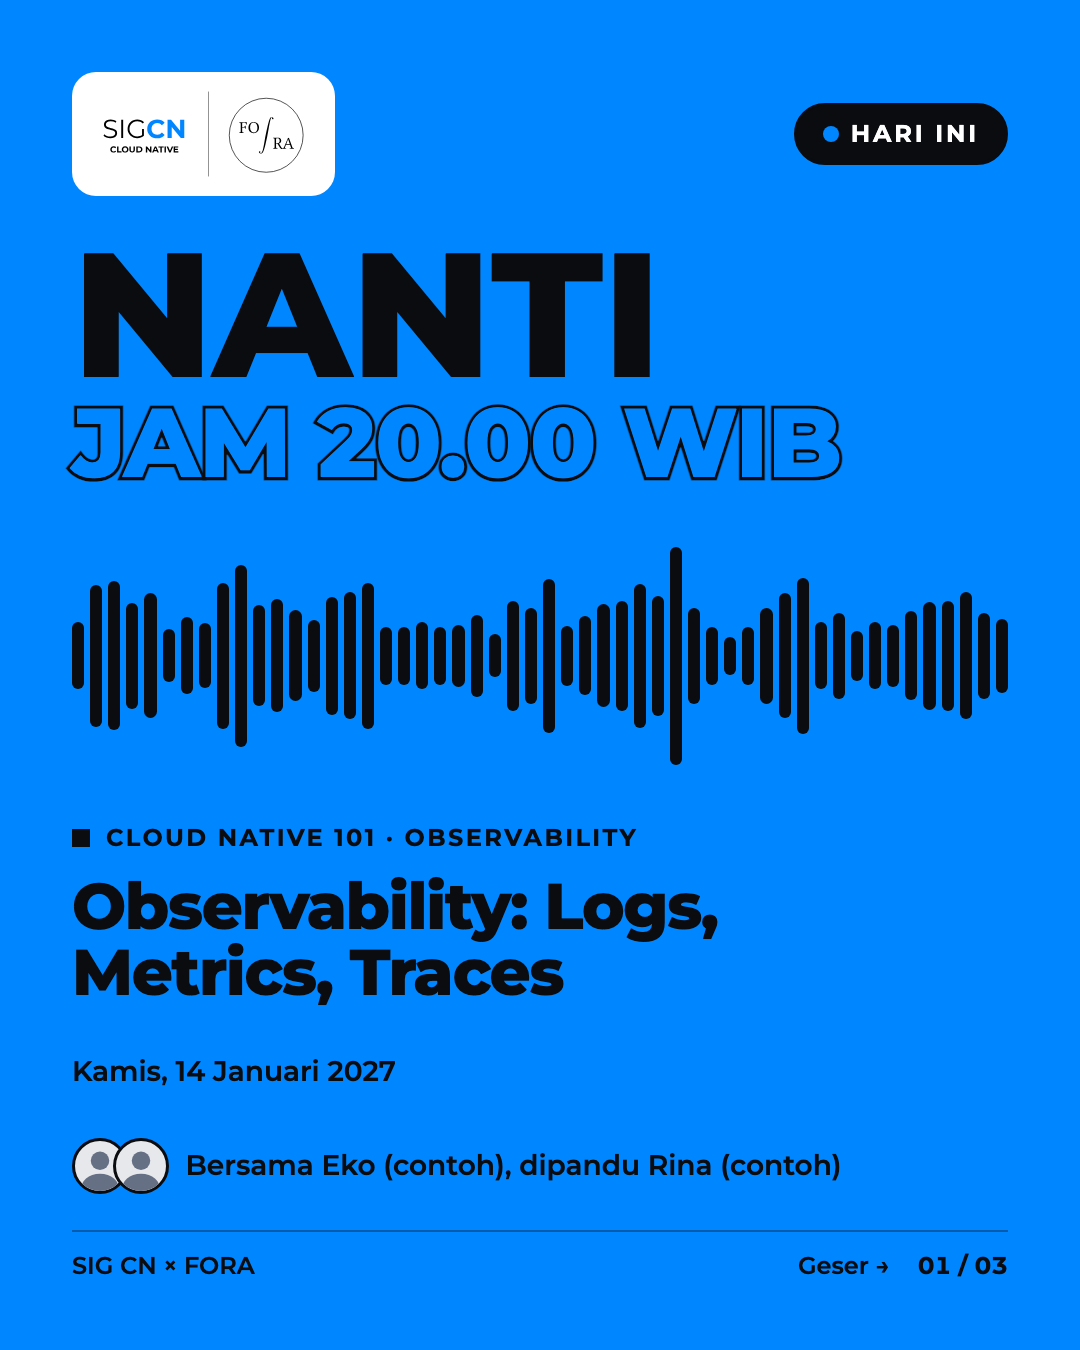 SIGCN
CLOUD NATIVE
FO
RA
HARI INI
NANTI
JAM 20.00 WIB
CLOUD NATIVE 101 · OBSERVABILITY
Observability: Logs,
Metrics, Traces
Kamis, 14 Januari 2027
Bersama Eko (contoh), dipandu Rina (contoh)
SIG CN × FORA
Geser → 01 / 03